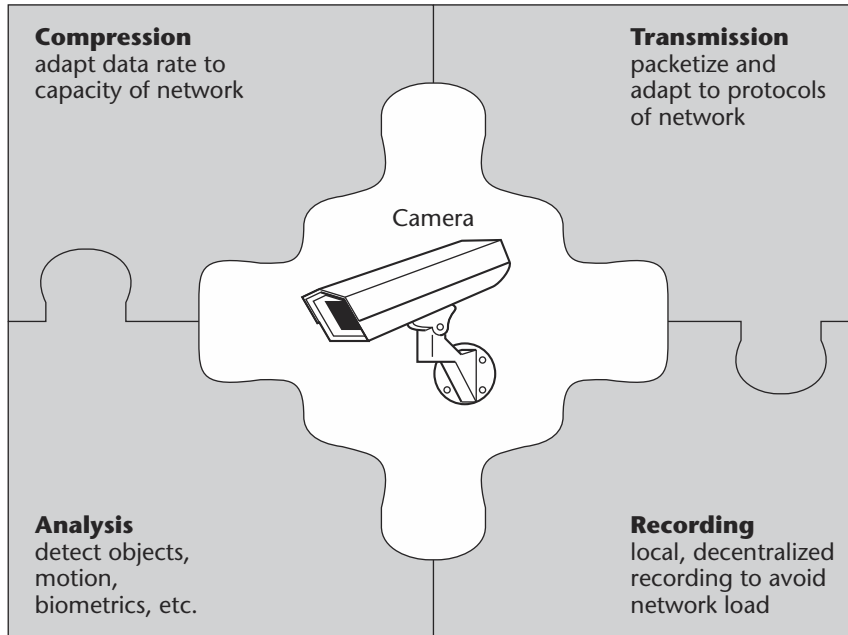 Compression
adapt data rate to
capacity of network
Transmission
packetize and
adapt to protocols
of network
Camera
Analysis
detect objects,
motion,
biometrics, etc.
Recording
local, decentralized
recording to avoid
network load